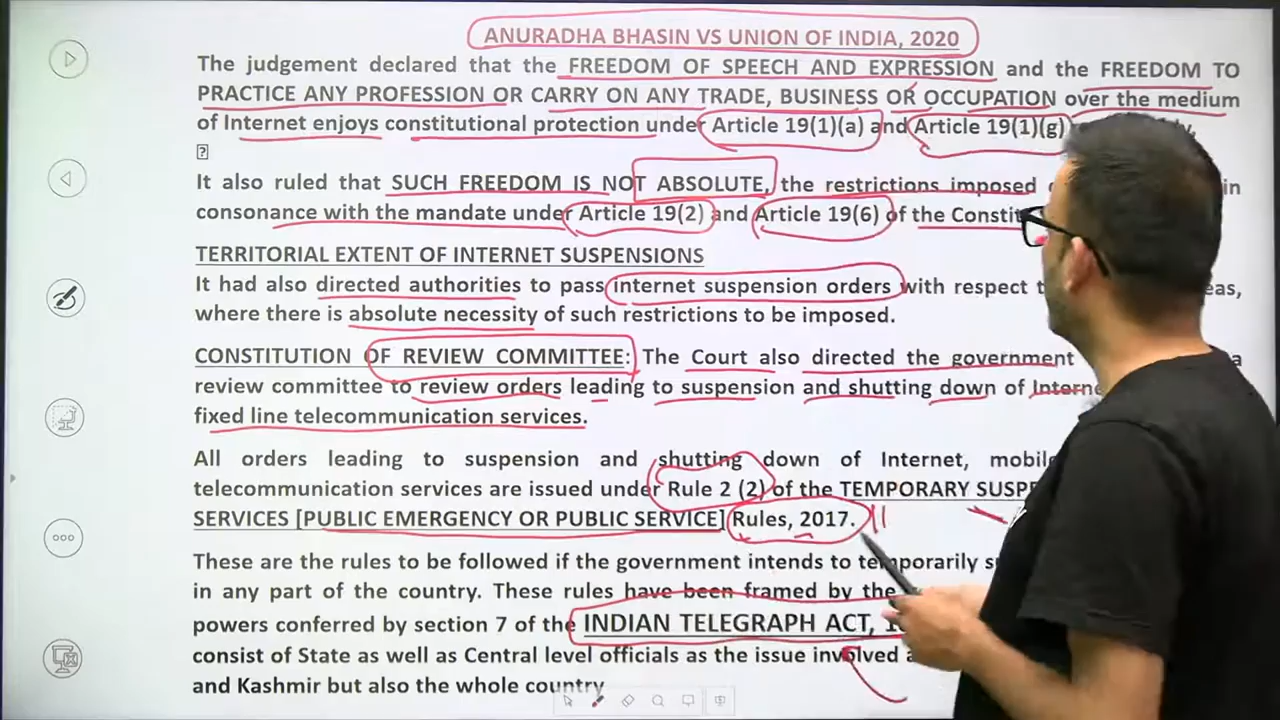 ANURADHA BHASIN VS UNION OF INDIA, 2020
The judgement declared that the FREEDOM OF SPEECH AND EXPRESSION and the FREEDOM TO
PRACTICE ANY PROFESSION OR CARRY ON ANY TRADE, BUSINESS OR OCCUPATION over the medium
of Internet enjoys constitutional protection under Article 19(1)(a) and Article 19(1)(g)
It also ruled that SUCH FREEDOM IS NOT ABSOLUTE, the restrictions imposed in
consonance with the mandate under Article 19(2) and Article 19(6) of the
TERRITORIAL EXTENT OF INTERNET SUSPENSIONS
It had also directed authorities to pass internet suspension orders with respect
where there is absolute necessity of such restrictions to be imposed.
CONSTITUTION OF REVIEW COMMITTEE: The Court also directed the government a
review committee to review orders leading to suspension and shutting down of
fixed line telecommunication services.
All orders leading to suspension and shutting down of Internet,
telecommunication services are issued under Rule 2 (2) of the TEMPORARY
SERVICES [PUBLIC EMERGENCY OR PUBLIC SERVICE] Rules, 2017.
These are the rules to be followed if the government intends to temporarily
in any part of the country. These rules have been framed by the
powers conferred by section 7 of the INDIAN TELEGRAPH ACT,
consist of State as well as Central level officials as the issue involved
and Kashmir but also the whole country